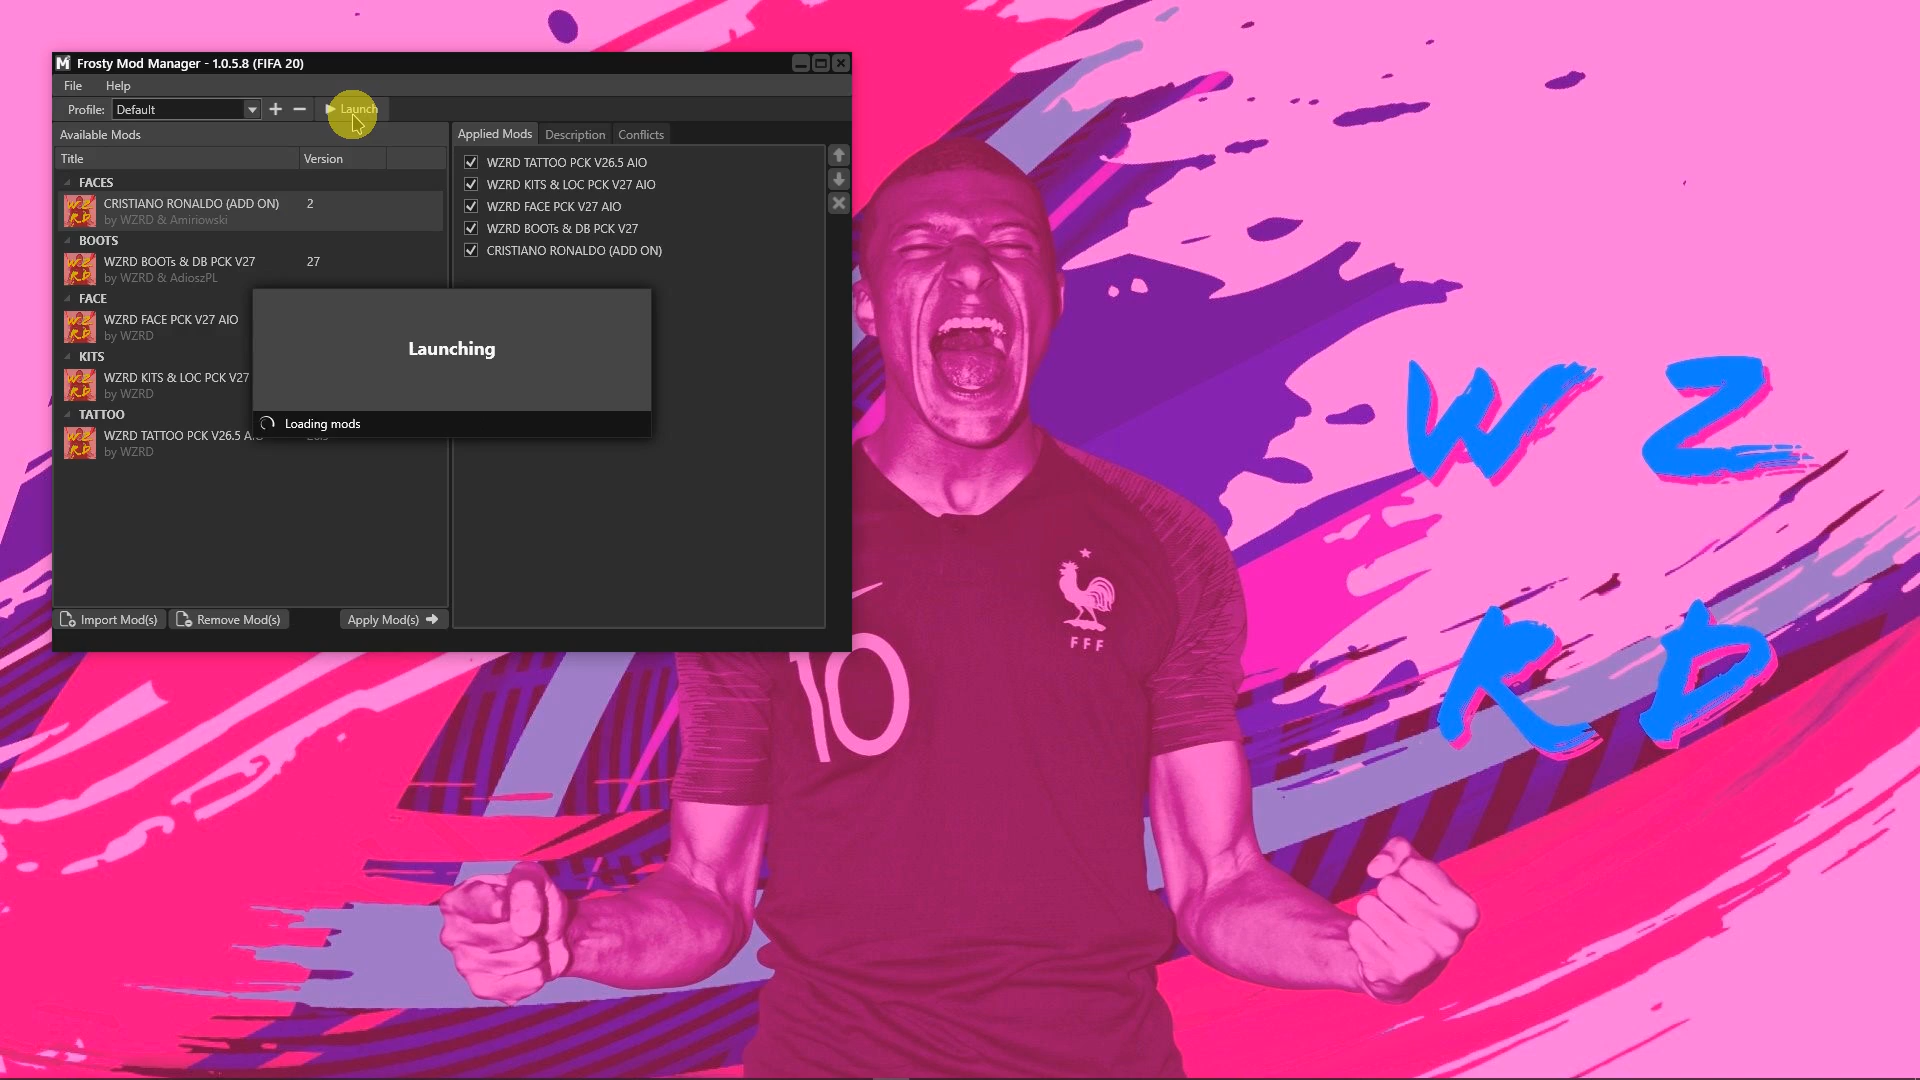 Frosty Mod Manager - 1.0.5.8 (FIFA 20)
File Help
Profile: Default Launch
Available Mods
Title Version
FACES
CRISTIANO RONALDO (ADD ON) 2
by WZRD & Amiriowski
BOOTS
WZRD BOOTs & DB PCK V27 27
by WZRD & AdioszPL
FACE
WZRD FACE PCK V27 AIO
by WZRD
KITS
WZRD KITS & LOC PCK V27
by WZRD
TATTOO
WZRD TATTOO PCK V26.5
by WZRD
Import Mod(s) Remove Mod(s) Apply Mod(s)
Applied Mods Description Conflicts
WZRD TATTOO PCK V26.5 AIO
WZRD KITS & LOC PCK V27 AIO
WZRD FACE PCK V27 AIO
WZRD BOOTs & DB PCK V27
CRISTIANO RONALDO (ADD ON)
Launching
Loading mods
FFF
10
W Z
R D